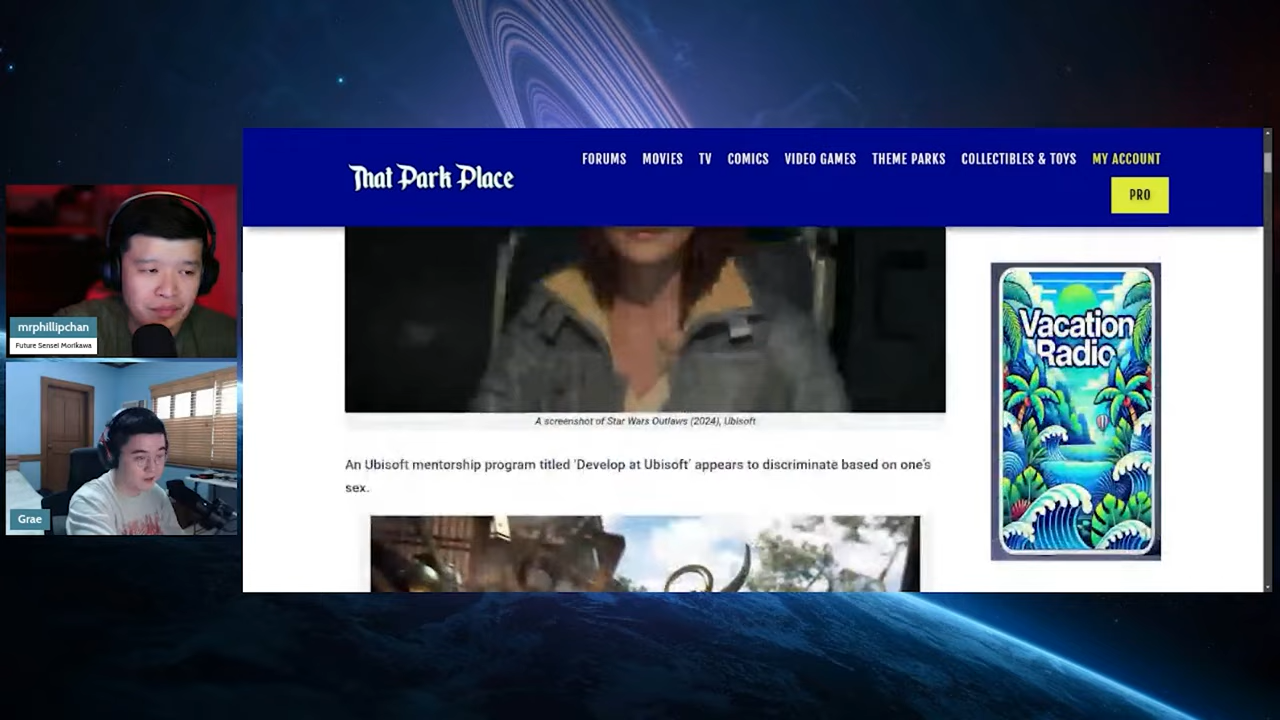 That Park Place
FORUMS MOVIES TV COMICS VIDEO GAMES THEME PARKS COLLECTIBLES & TOYS MY ACCOUNT
PRO
mrphillipchan
Future Sensei Morikawa
Grae
A screenshot of Star Wars Outlaws (2024), Ubisoft
An Ubisoft mentorship program titled 'Develop at Ubisoft' appears to discriminate based on one's
sex.
Vacation
Radio